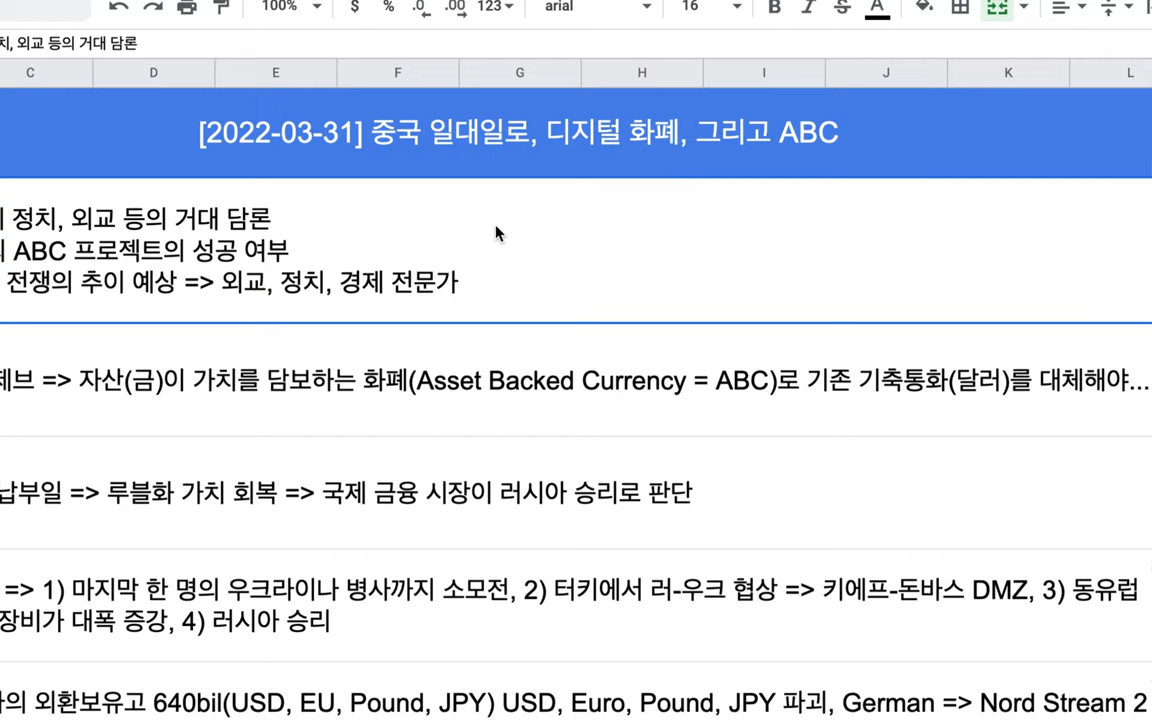 100% $ % .0 .00 123 arial 16 B I S A
치, 외교 등의 거대 담론
C D E F G H I J K L
[2022-03-31] 중국 일대일로, 디지털 화폐, 그리고 ABC
정치, 외교 등의 거대 담론
ABC 프로젝트의 성공 여부
전쟁의 추이 예상 => 외교, 정치, 경제 전문가
제브 => 자산(금)이 가치를 담보하는 화폐(Asset Backed Currency = ABC)로 기존 기축통화(달러)를 대체해야...
납부일 => 루블화 가치 회복 => 국제 금융 시장이 러시아 승리로 판단
=> 1) 마지막 한 명의 우크라이나 병사까지 소모전, 2) 터키에서 러-우크 협상 => 키에프-돈바스 DMZ, 3) 동유럽
장비가 대폭 증강, 4) 러시아 승리
의 외환보유고 640bil(USD, EU, Pound, JPY) USD, Euro, Pound, JPY 파괴, German => Nord Stream 2